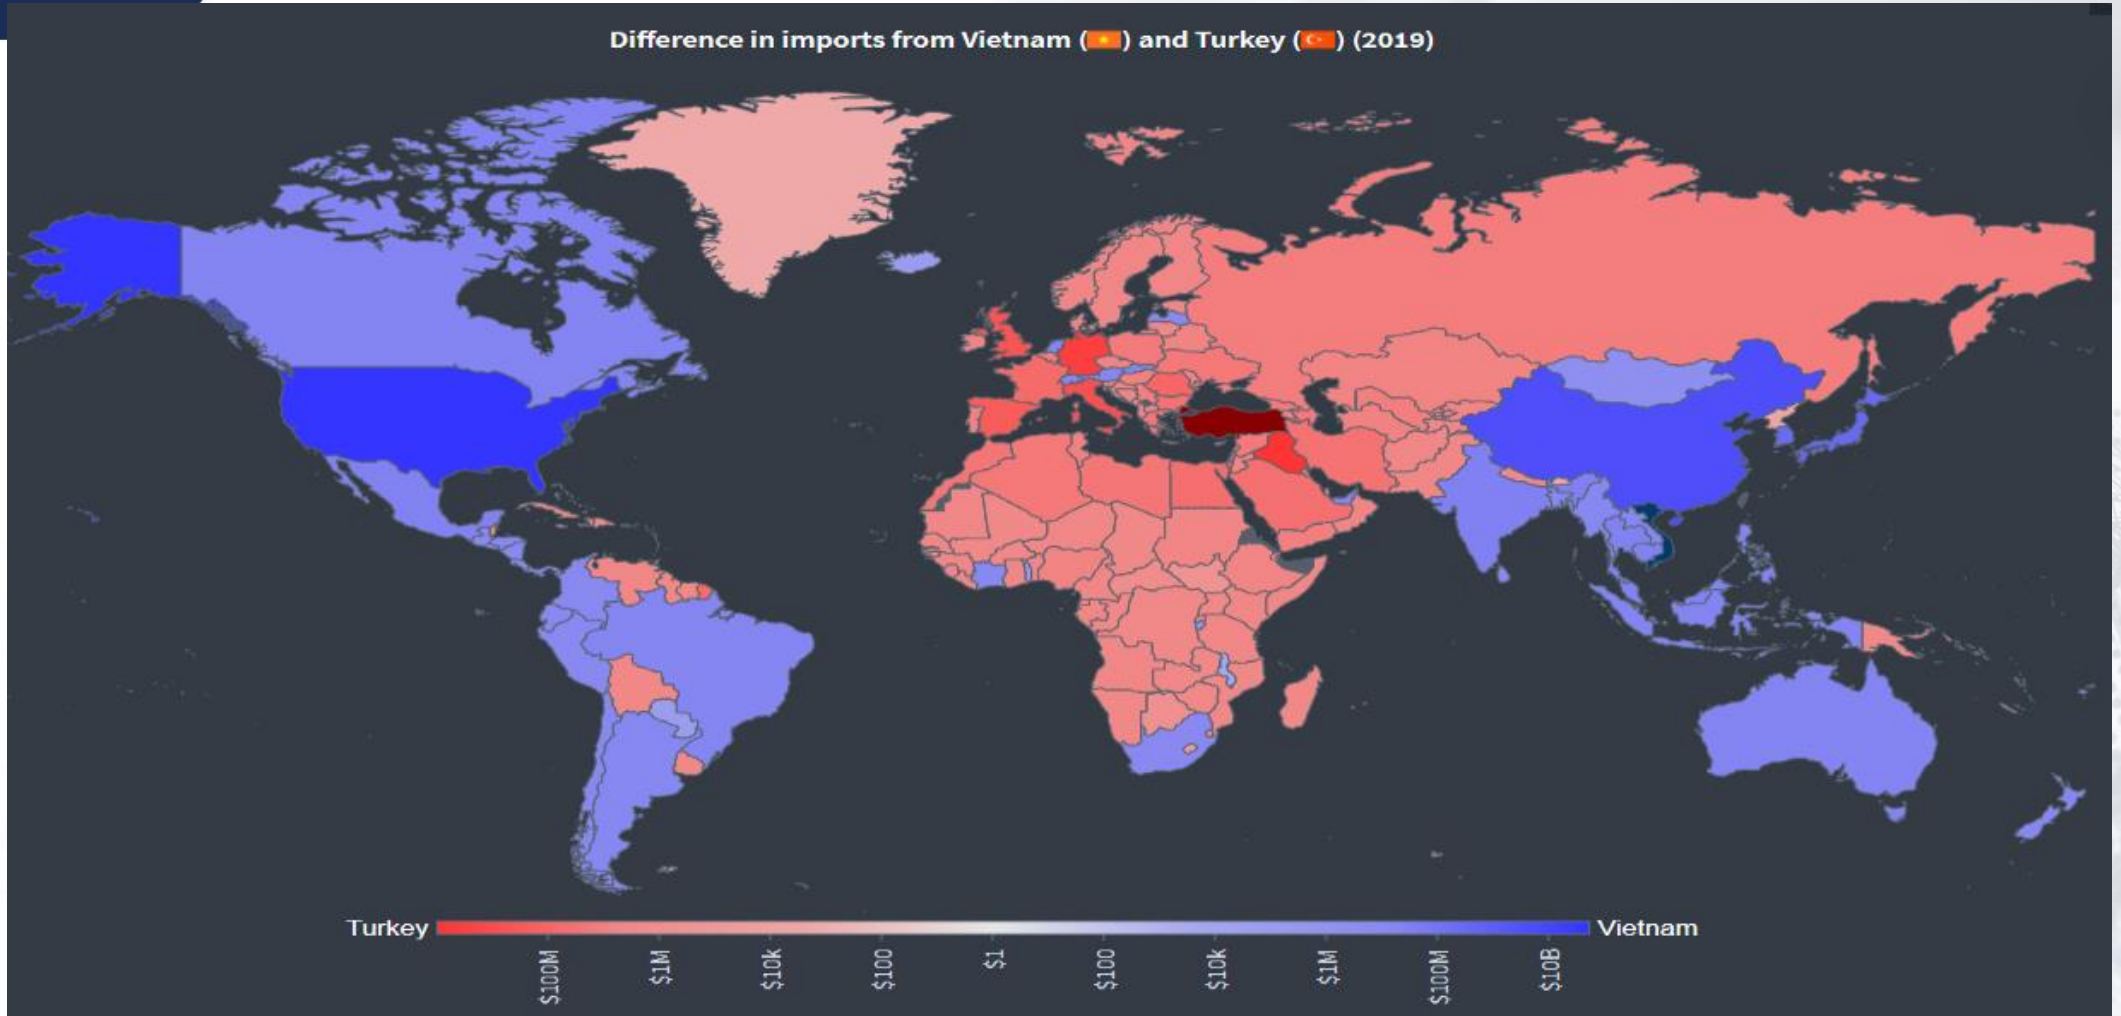 Difference in imports from Vietnam (🇻🇳) and Turkey (🇹🇷) (2019)
Turkey
Vietnam
$100M
$1M
$10k
$100
$1
$100
$10k
$1M
$100M
$10B